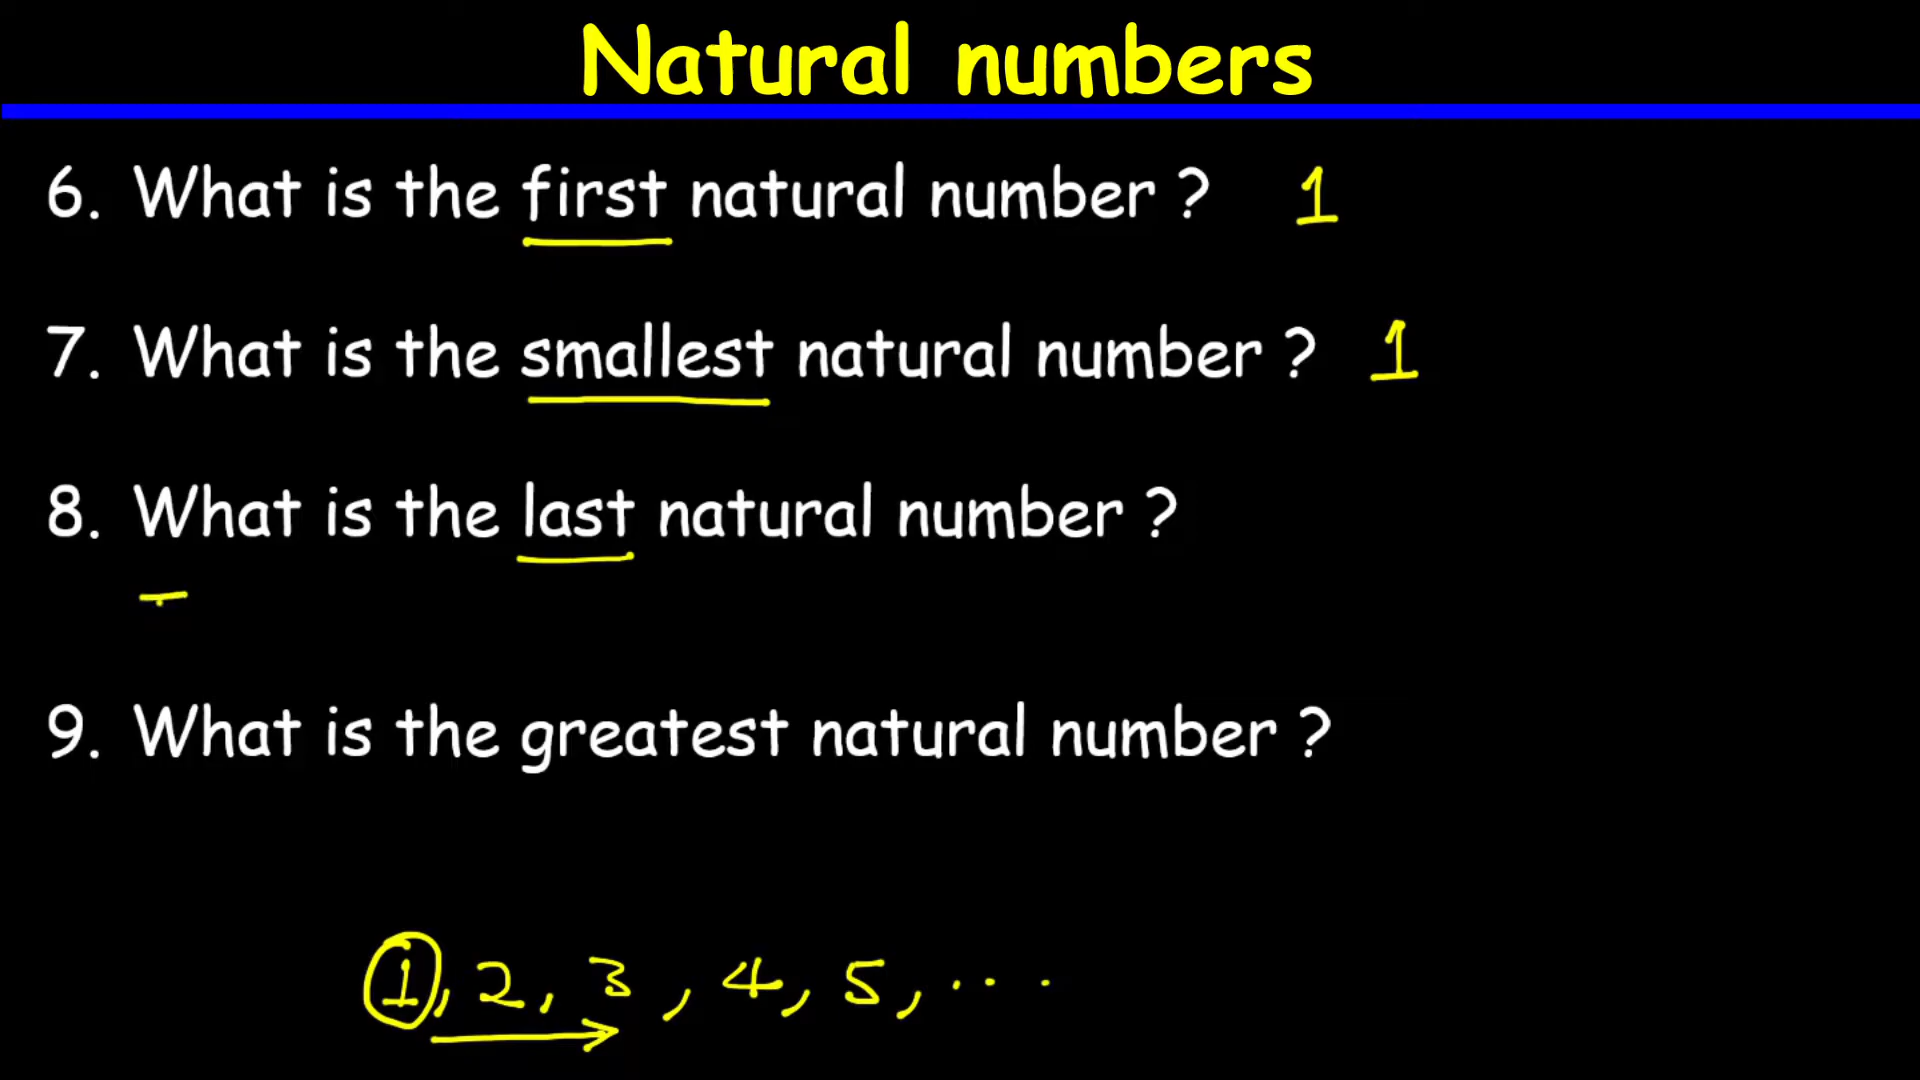 Natural numbers
6. What is the first natural number ? 1
7. What is the smallest natural number ? 1
8. What is the last natural number ?
9. What is the greatest natural number ?
1, 2, 3, 4, 5, ...